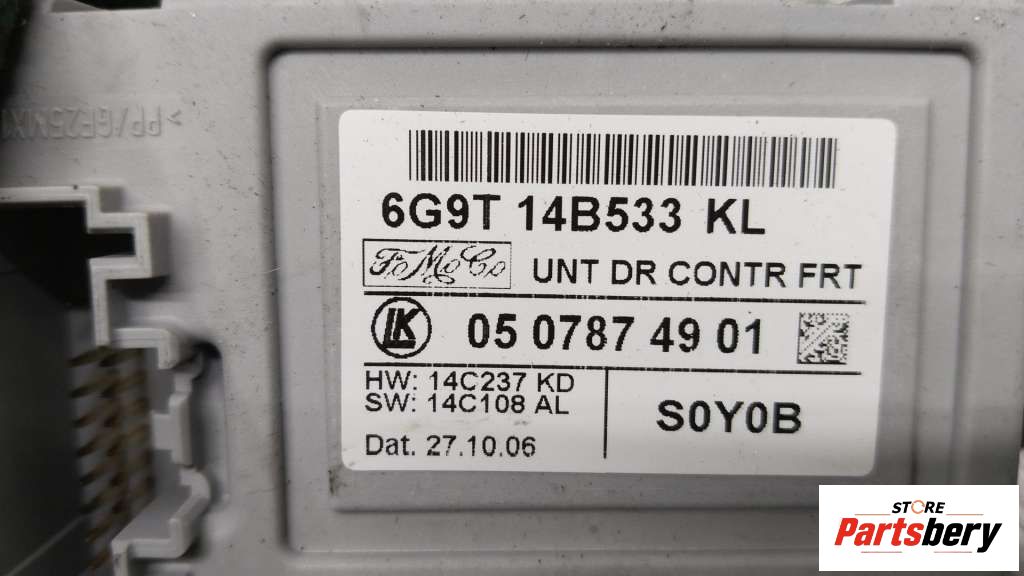 6G9T 14B533 KL
FoMoCo UNT DR CONTR FRT
LK 05 0787 49 01
HW: 14C237 KD
SW: 14C108 AL
Dat. 27.10.06
S0Y0B
STORE
Partsbery